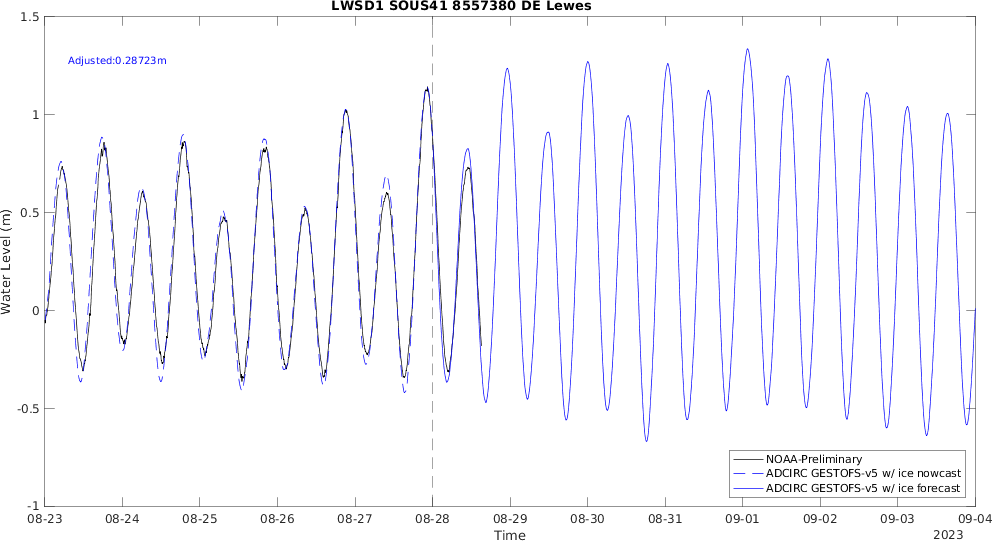 LWSD1 SOUS41 8557380 DE Lewes
1.5
Adjusted:0.28723m
1
0.5
0
-0.5
-1
Water Level (m)
NOAA-Preliminary
ADCIRC GESTOFS-v5 w/ ice nowcast
ADCIRC GESTOFS-v5 w/ ice forecast
08-23 08-24 08-25 08-26 08-27 08-28 08-29 08-30 08-31 09-01 09-02 09-03 09-04
Time
2023